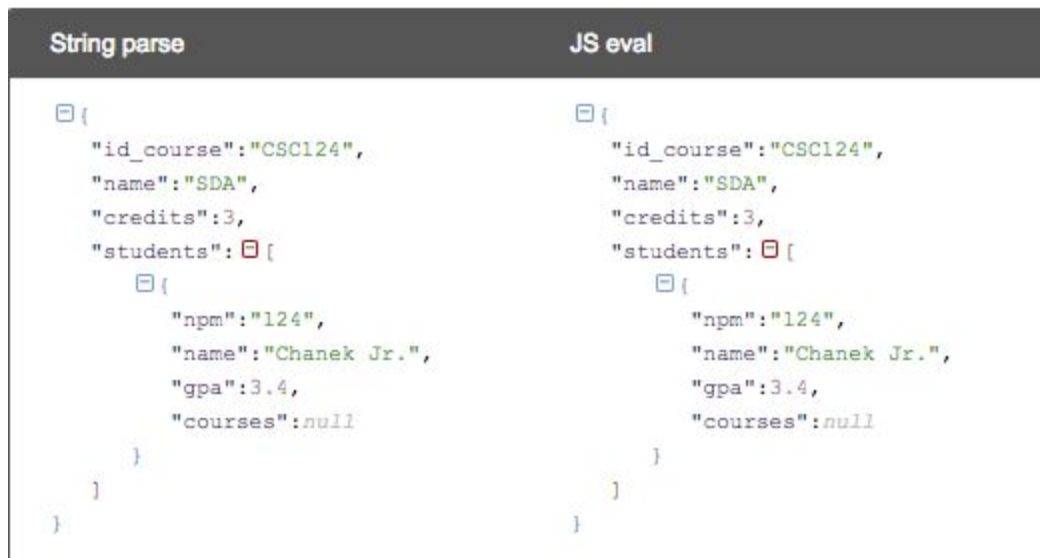 String parse
{
"id_course":"CSC124",
"name":"SDA",
"credits":3,
"students": [
{
"npm":"124",
"name":"Chanek Jr.",
"gpa":3.4,
"courses":null
}
]
}
JS eval
{
"id_course":"CSC124",
"name":"SDA",
"credits":3,
"students": [
{
"npm":"124",
"name":"Chanek Jr.",
"gpa":3.4,
"courses":null
}
]
}